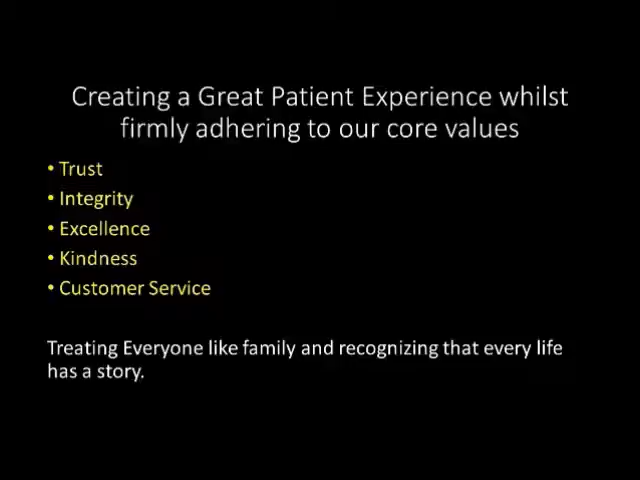 Creating a Great Patient Experience whilst
firmly adhering to our core values
• Trust
• Integrity
• Excellence
• Kindness
• Customer Service
Treating Everyone like family and recognizing that every life
has a story.